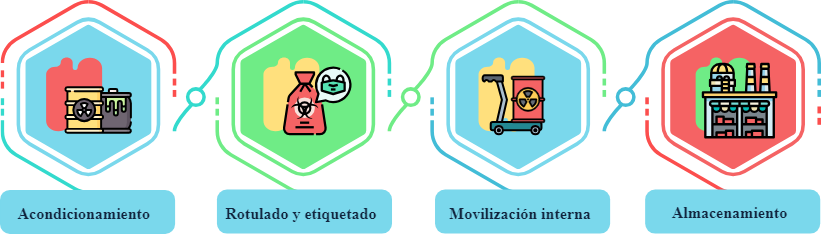 Acondicionamiento
Rotulado y etiquetado
Movilización interna
Almacenamiento